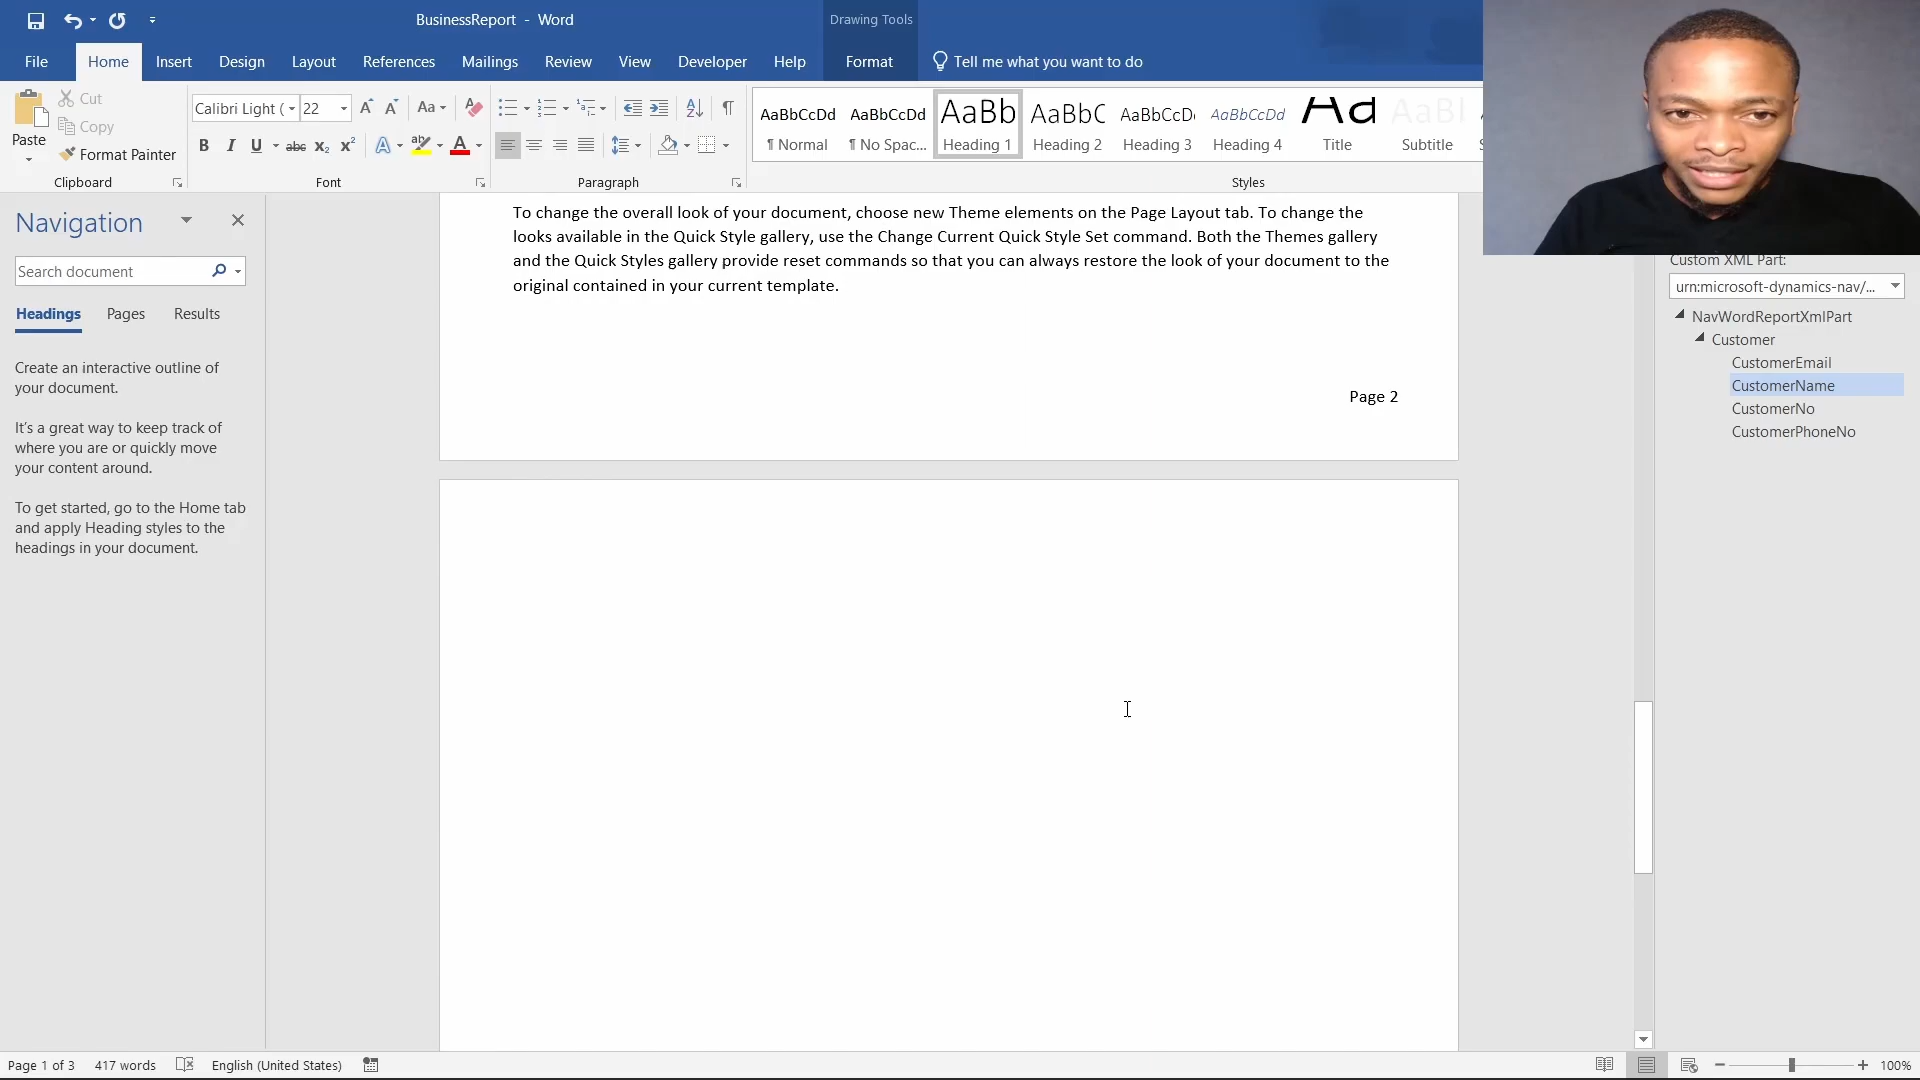 BusinessReport - Word
Drawing Tools
File Home Insert Design Layout References Mailings Review View Developer Help Format Tell me what you want to do
Paste
Cut
Copy
Format Painter
Clipboard
Calibri Light (
22
Aa
B I U abc x₂ x²
A
ab
A
Font
Paragraph
AaBbCcDd AaBbCcDd AaBb AaBbC AaBbCcD AaBbCcDd Aa AaBl
¶ Normal ¶ No Spac... Heading 1 Heading 2 Heading 3 Heading 4 Title Subtitle
Styles
Navigation
Search document
Headings Pages Results
Create an interactive outline of
your document.
It's a great way to keep track of
where you are or quickly move
your content around.
To get started, go to the Home tab
and apply Heading styles to the
headings in your document.
To change the overall look of your document, choose new Theme elements on the Page Layout tab. To change the
looks available in the Quick Style gallery, use the Change Current Quick Style Set command. Both the Themes gallery
and the Quick Styles gallery provide reset commands so that you can always restore the look of your document to the
original contained in your current template.
Page 2
Custom XML Part:
urn:microsoft-dynamics-nav/...
NavWordReportXmlPart
Customer
CustomerEmail
CustomerName
CustomerNo
CustomerPhoneNo
Page 1 of 3 417 words English (United States)
100%